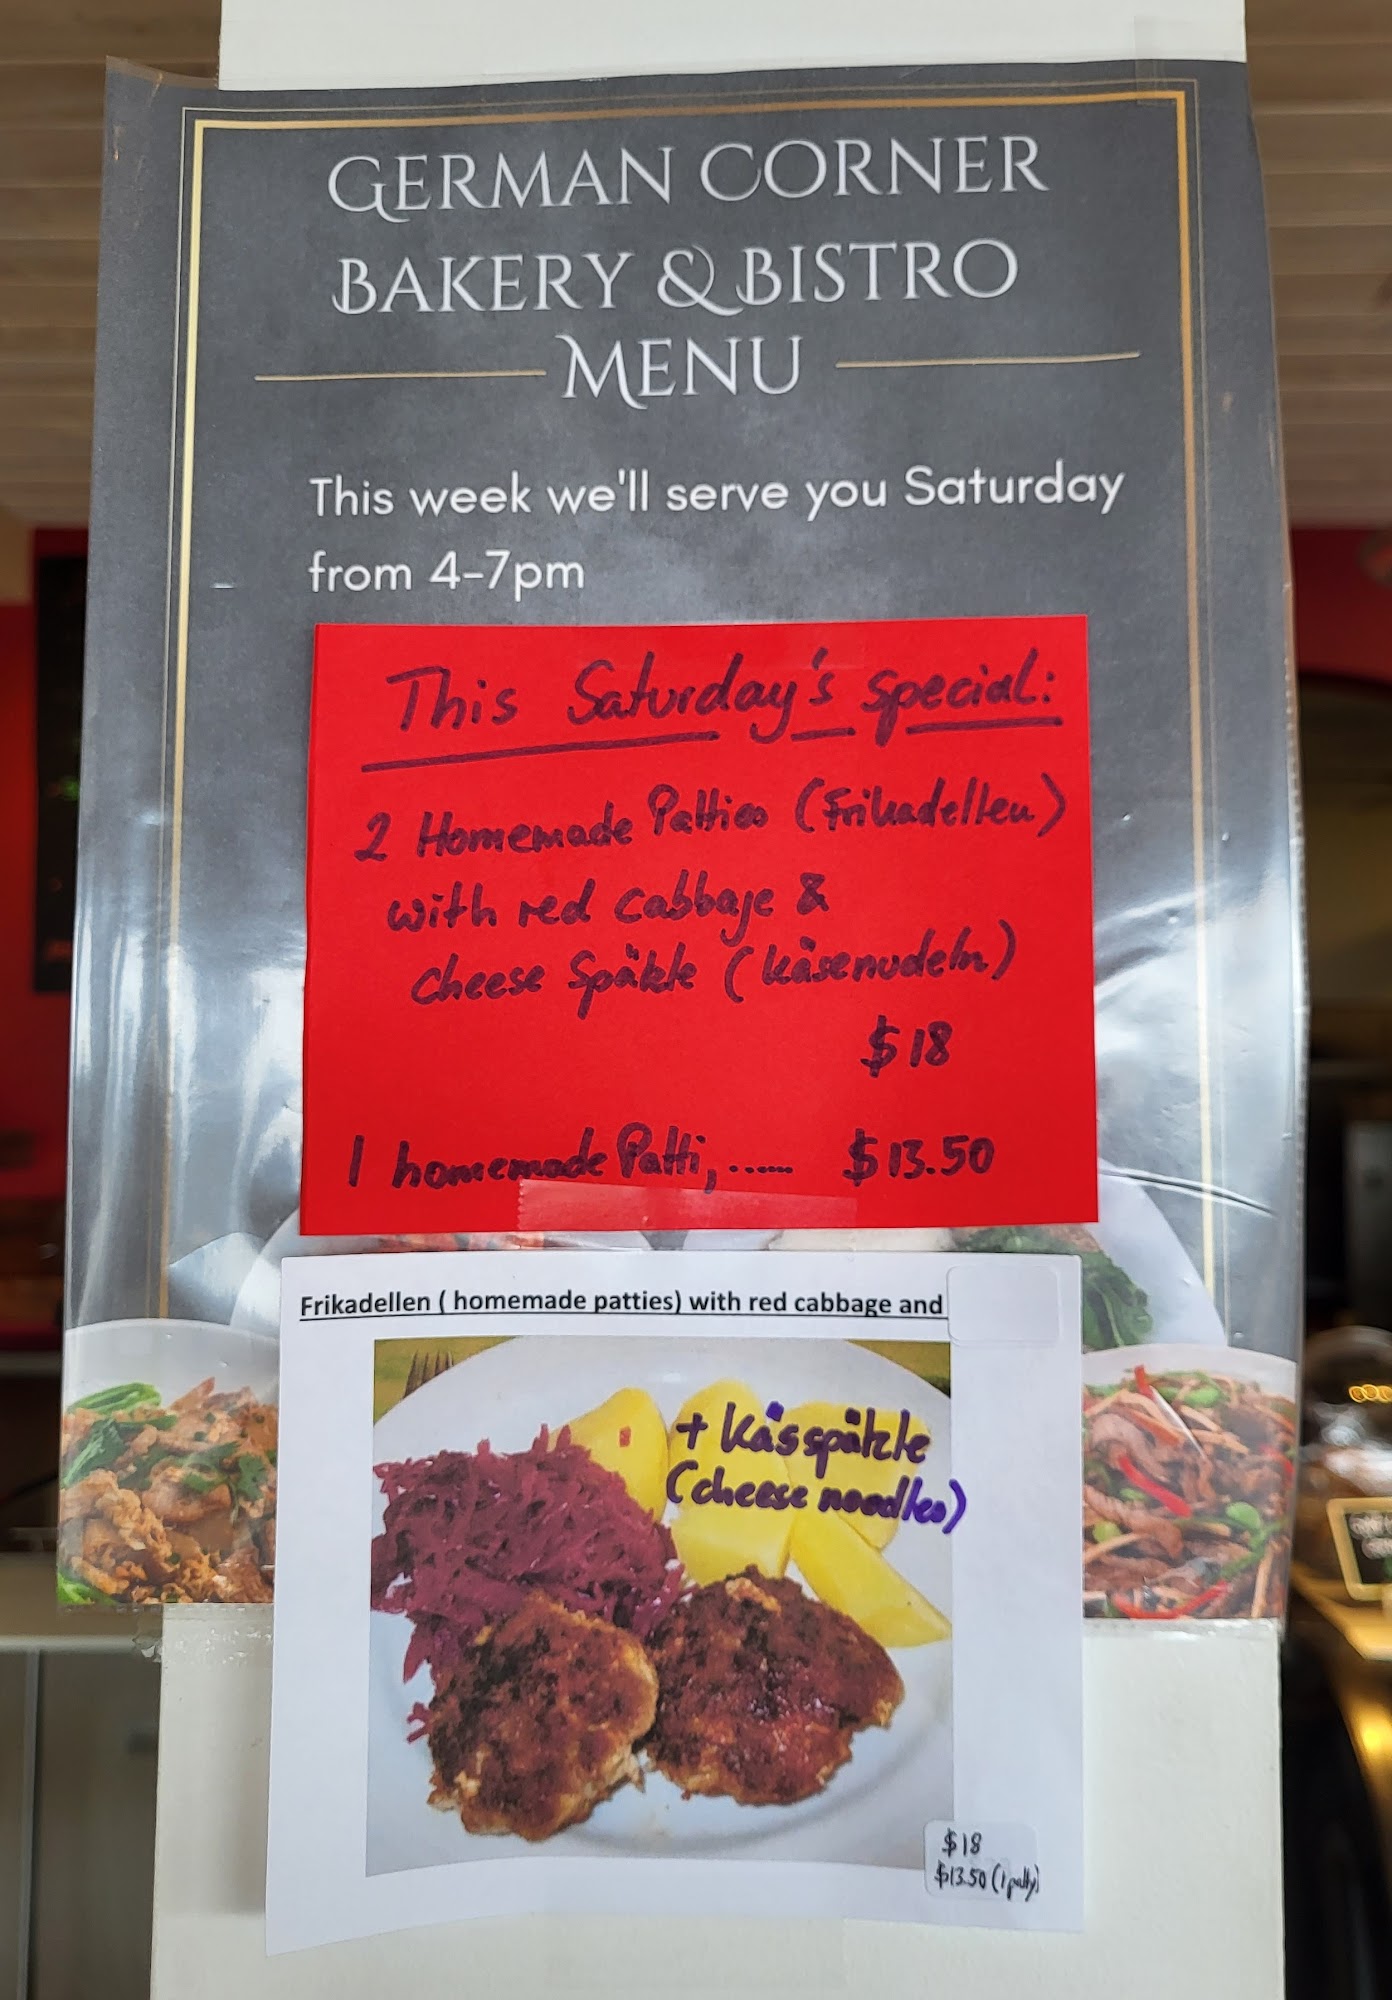 GERMAN CORNER
BAKERY & BISTRO
MENU
This week we'll serve you Saturday
from 4-7pm
This Saturday's special:
2 Homemade Patties (Frikadellen)
with red cabbage &
cheese Spätzle (käsenudeln)
$18
1 homemade Patti, ...... $13.50
Frikadellen ( homemade patties) with red cabbage and
+ Kässpätzle
(cheese noodles)
$18
$13.50 (1 patty)